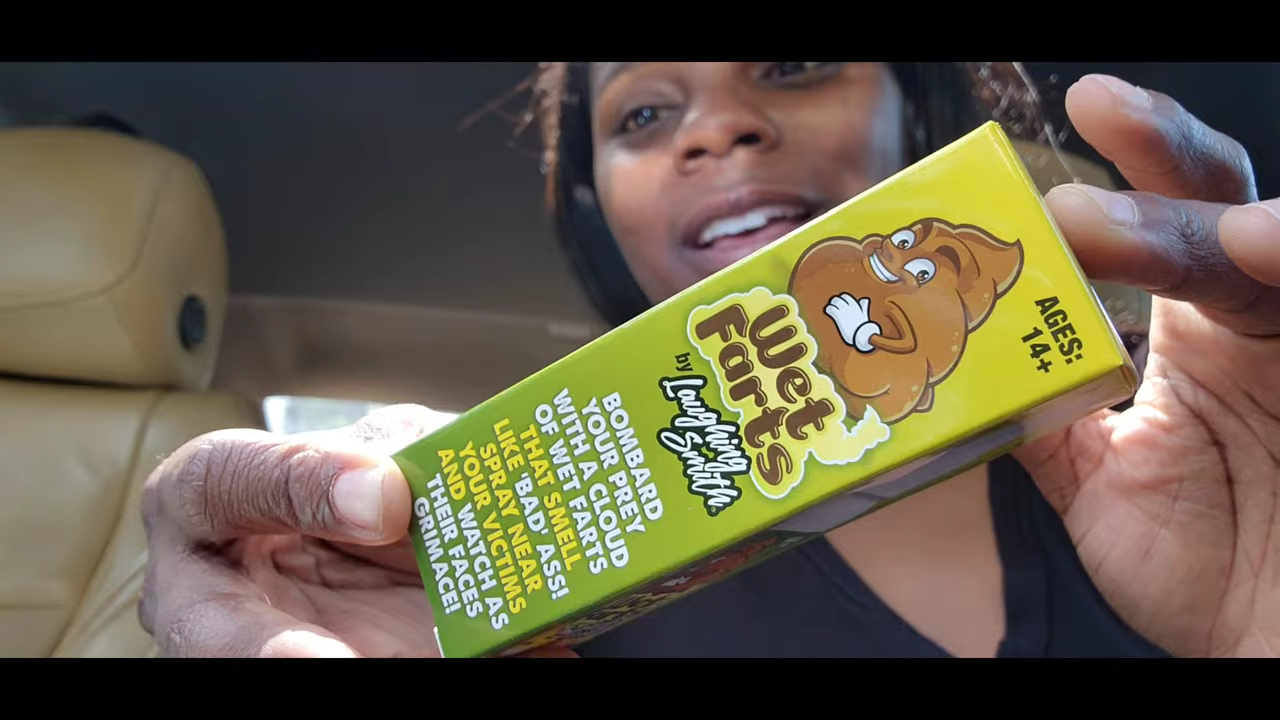 AGES:
14+
Wet
Farts
by Laughing
Smith
BOMBARD
YOUR PREY
WITH A CLOUD
OF WET FARTS
THAT SMELL
LIKE 'BAD' ASS!
SPRAY NEAR
YOUR VICTIMS
AND WATCH AS
THEIR FACES
GRIMACE!